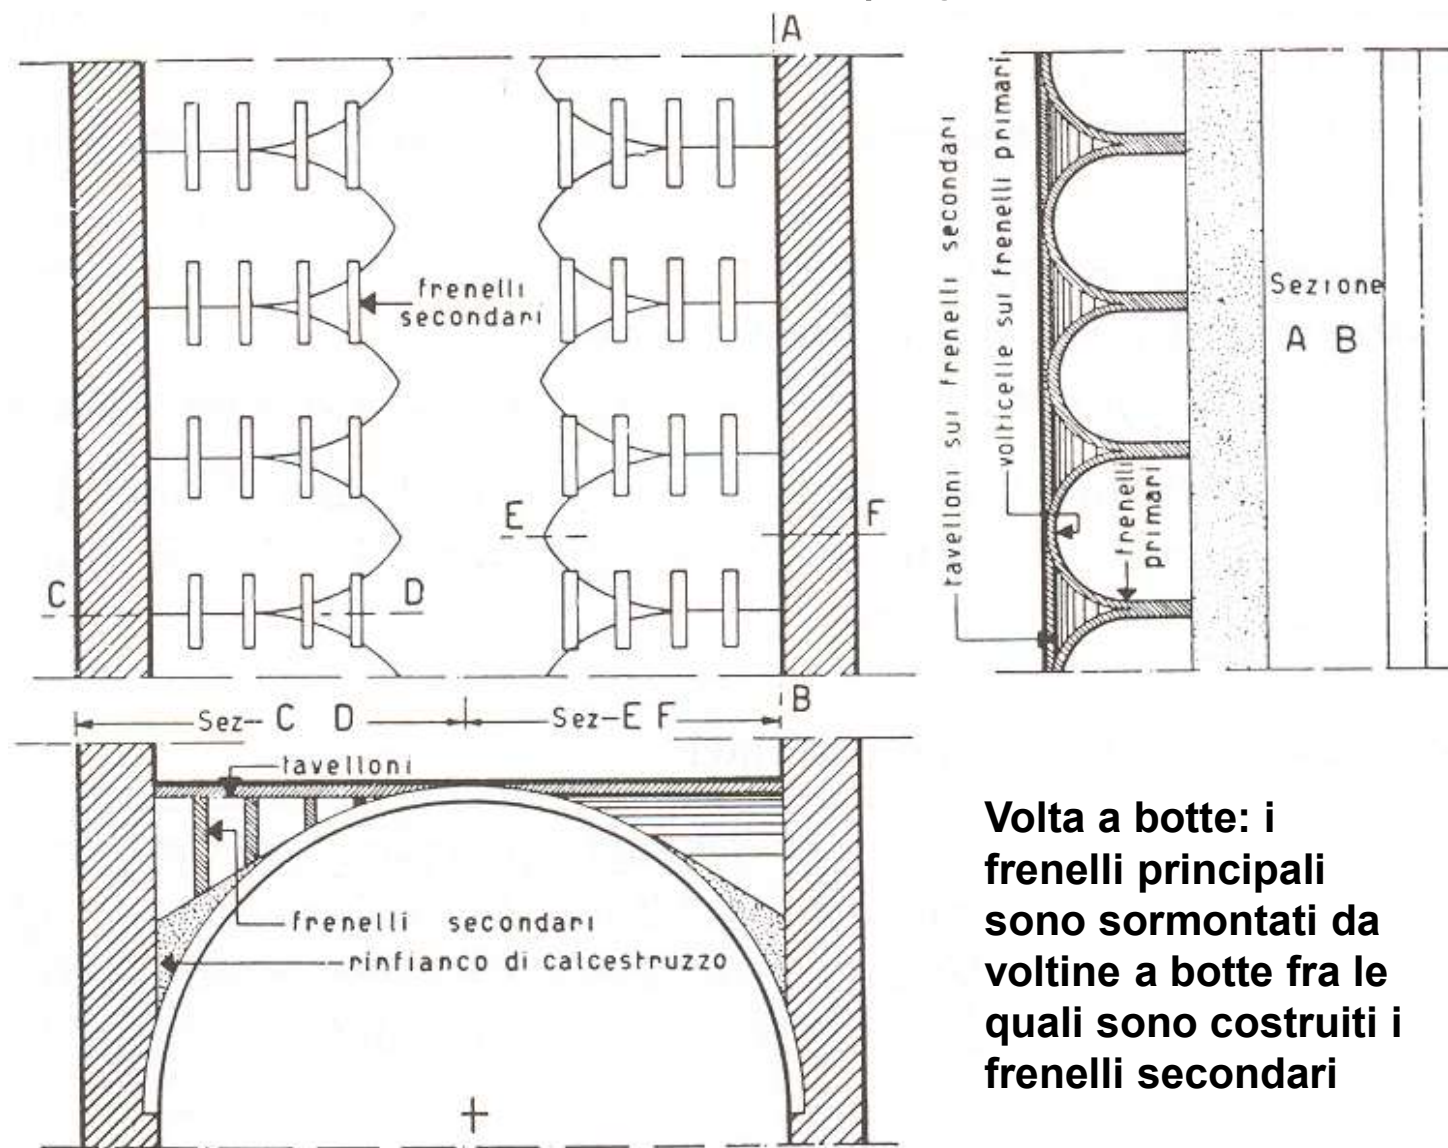 A
frenelli
secondari
E
F
C
D
B
Sez- C D
Sez-E F
tavelloni
frenelli secondari
rinfianco di calcestruzzo
tavelloni sui frenelli secondari
volticelle sui frenelli primari
frenelli
primari
Sezione
A B
Volta a botte: i
frenelli principali
sono sormontati da
voltine a botte fra le
quali sono costruiti i
frenelli secondari